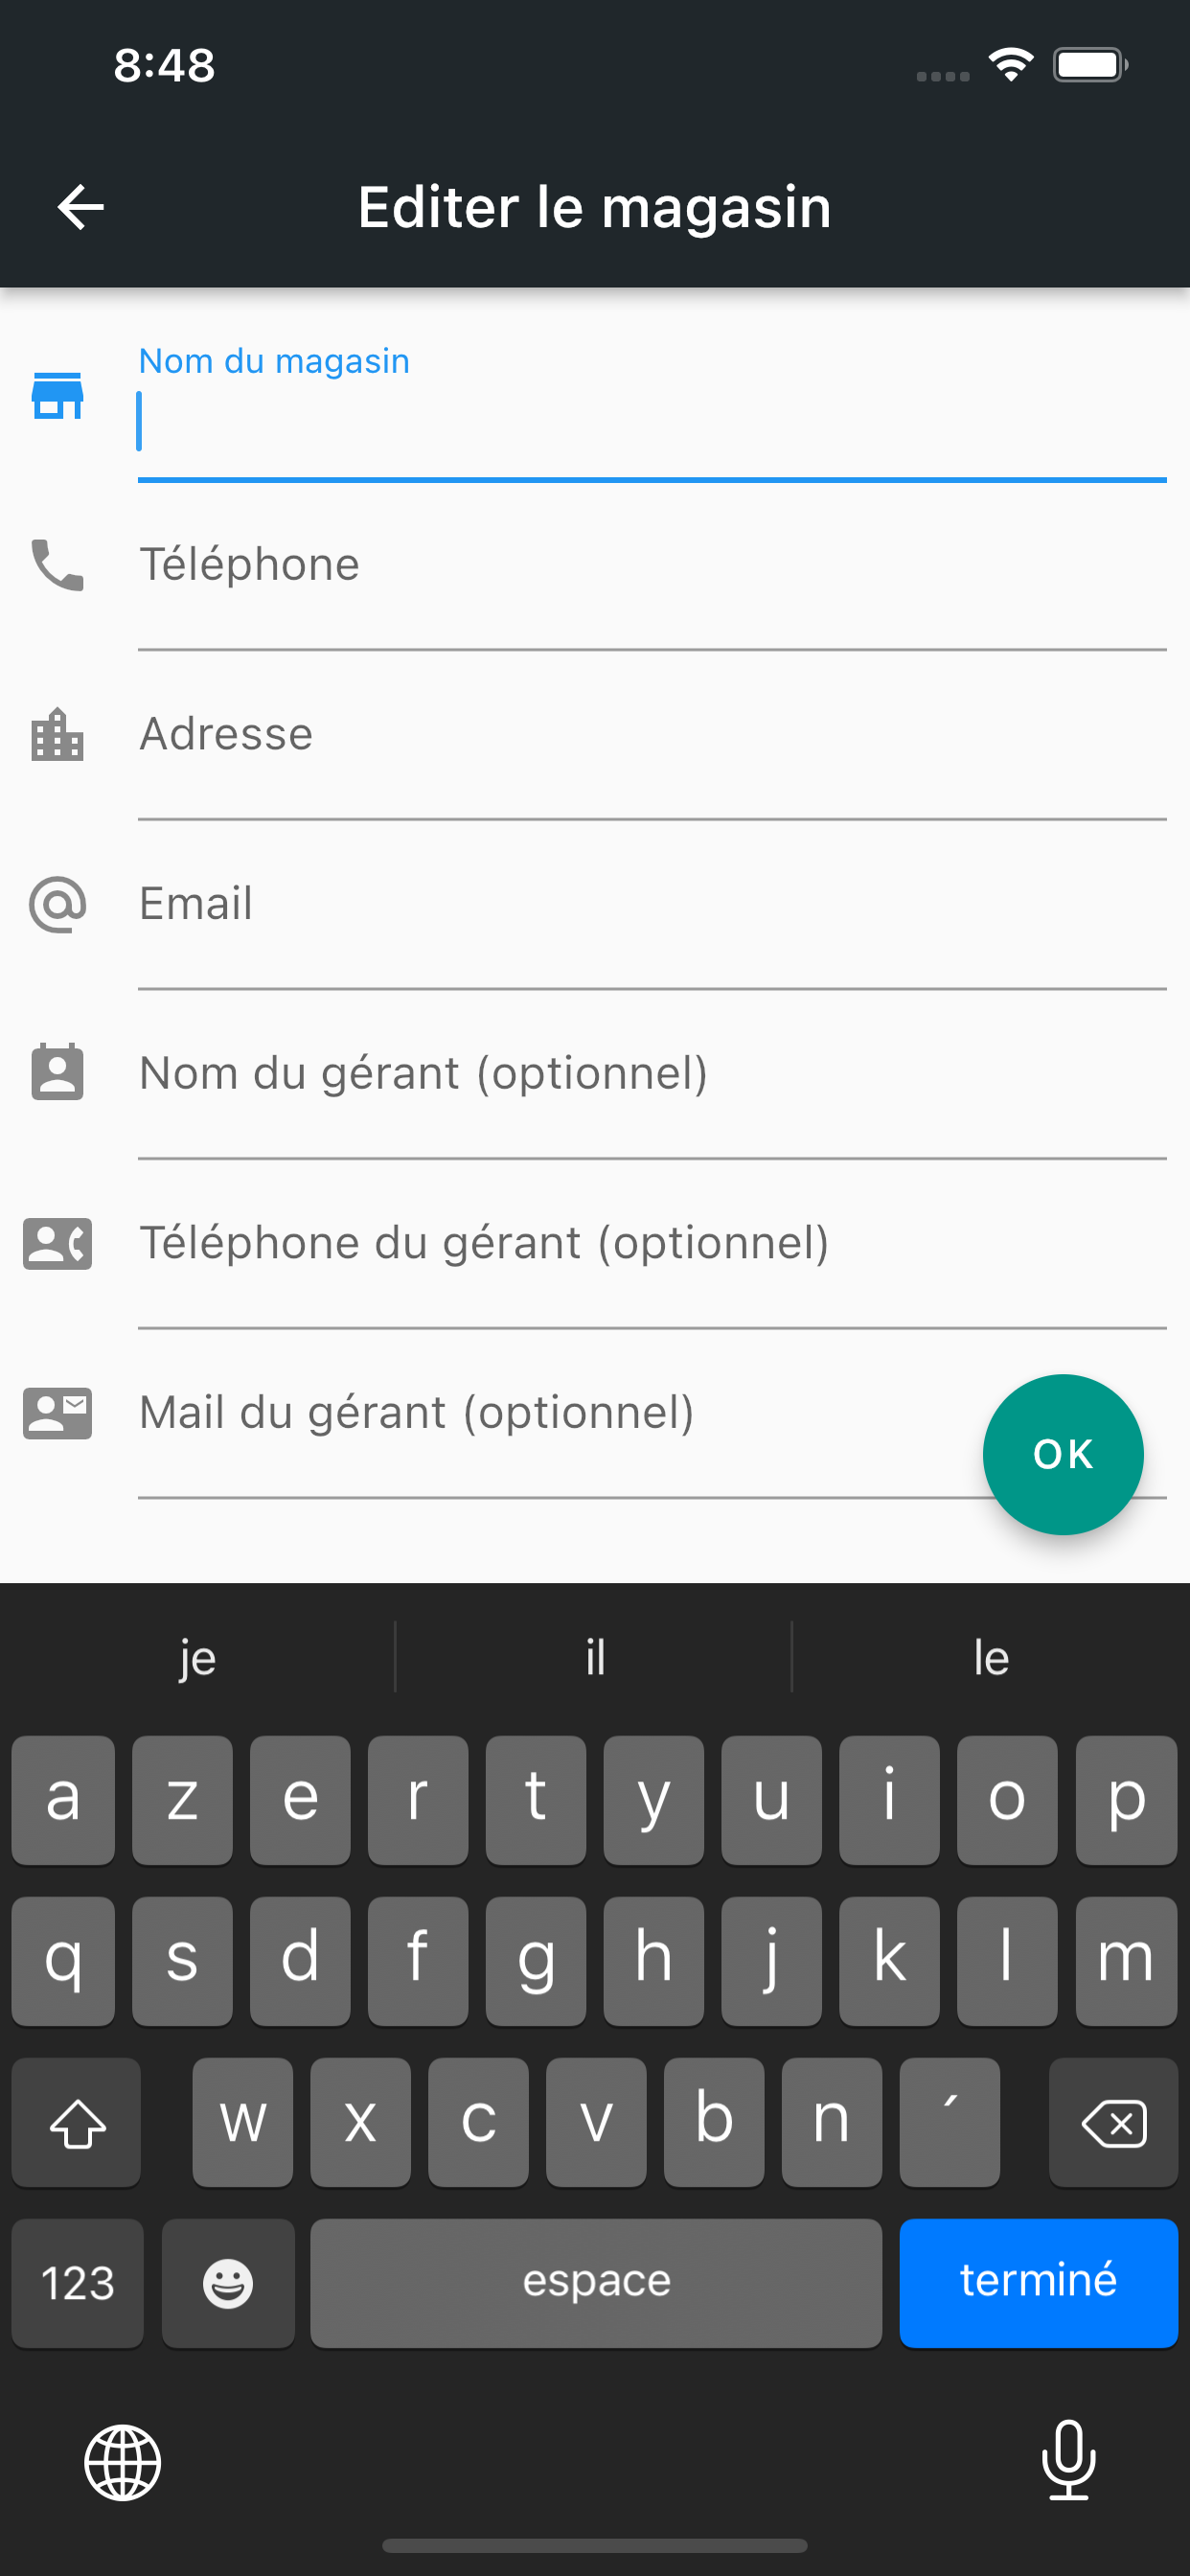 8:48
Editer le magasin
Nom du magasin
Téléphone
Adresse
Email
Nom du gérant (optionnel)
Téléphone du gérant (optionnel)
Mail du gérant (optionnel)
OK
je il le
a z e r t y u i o p
q s d f g h j k l m
w x c v b n ´
123 espace terminé